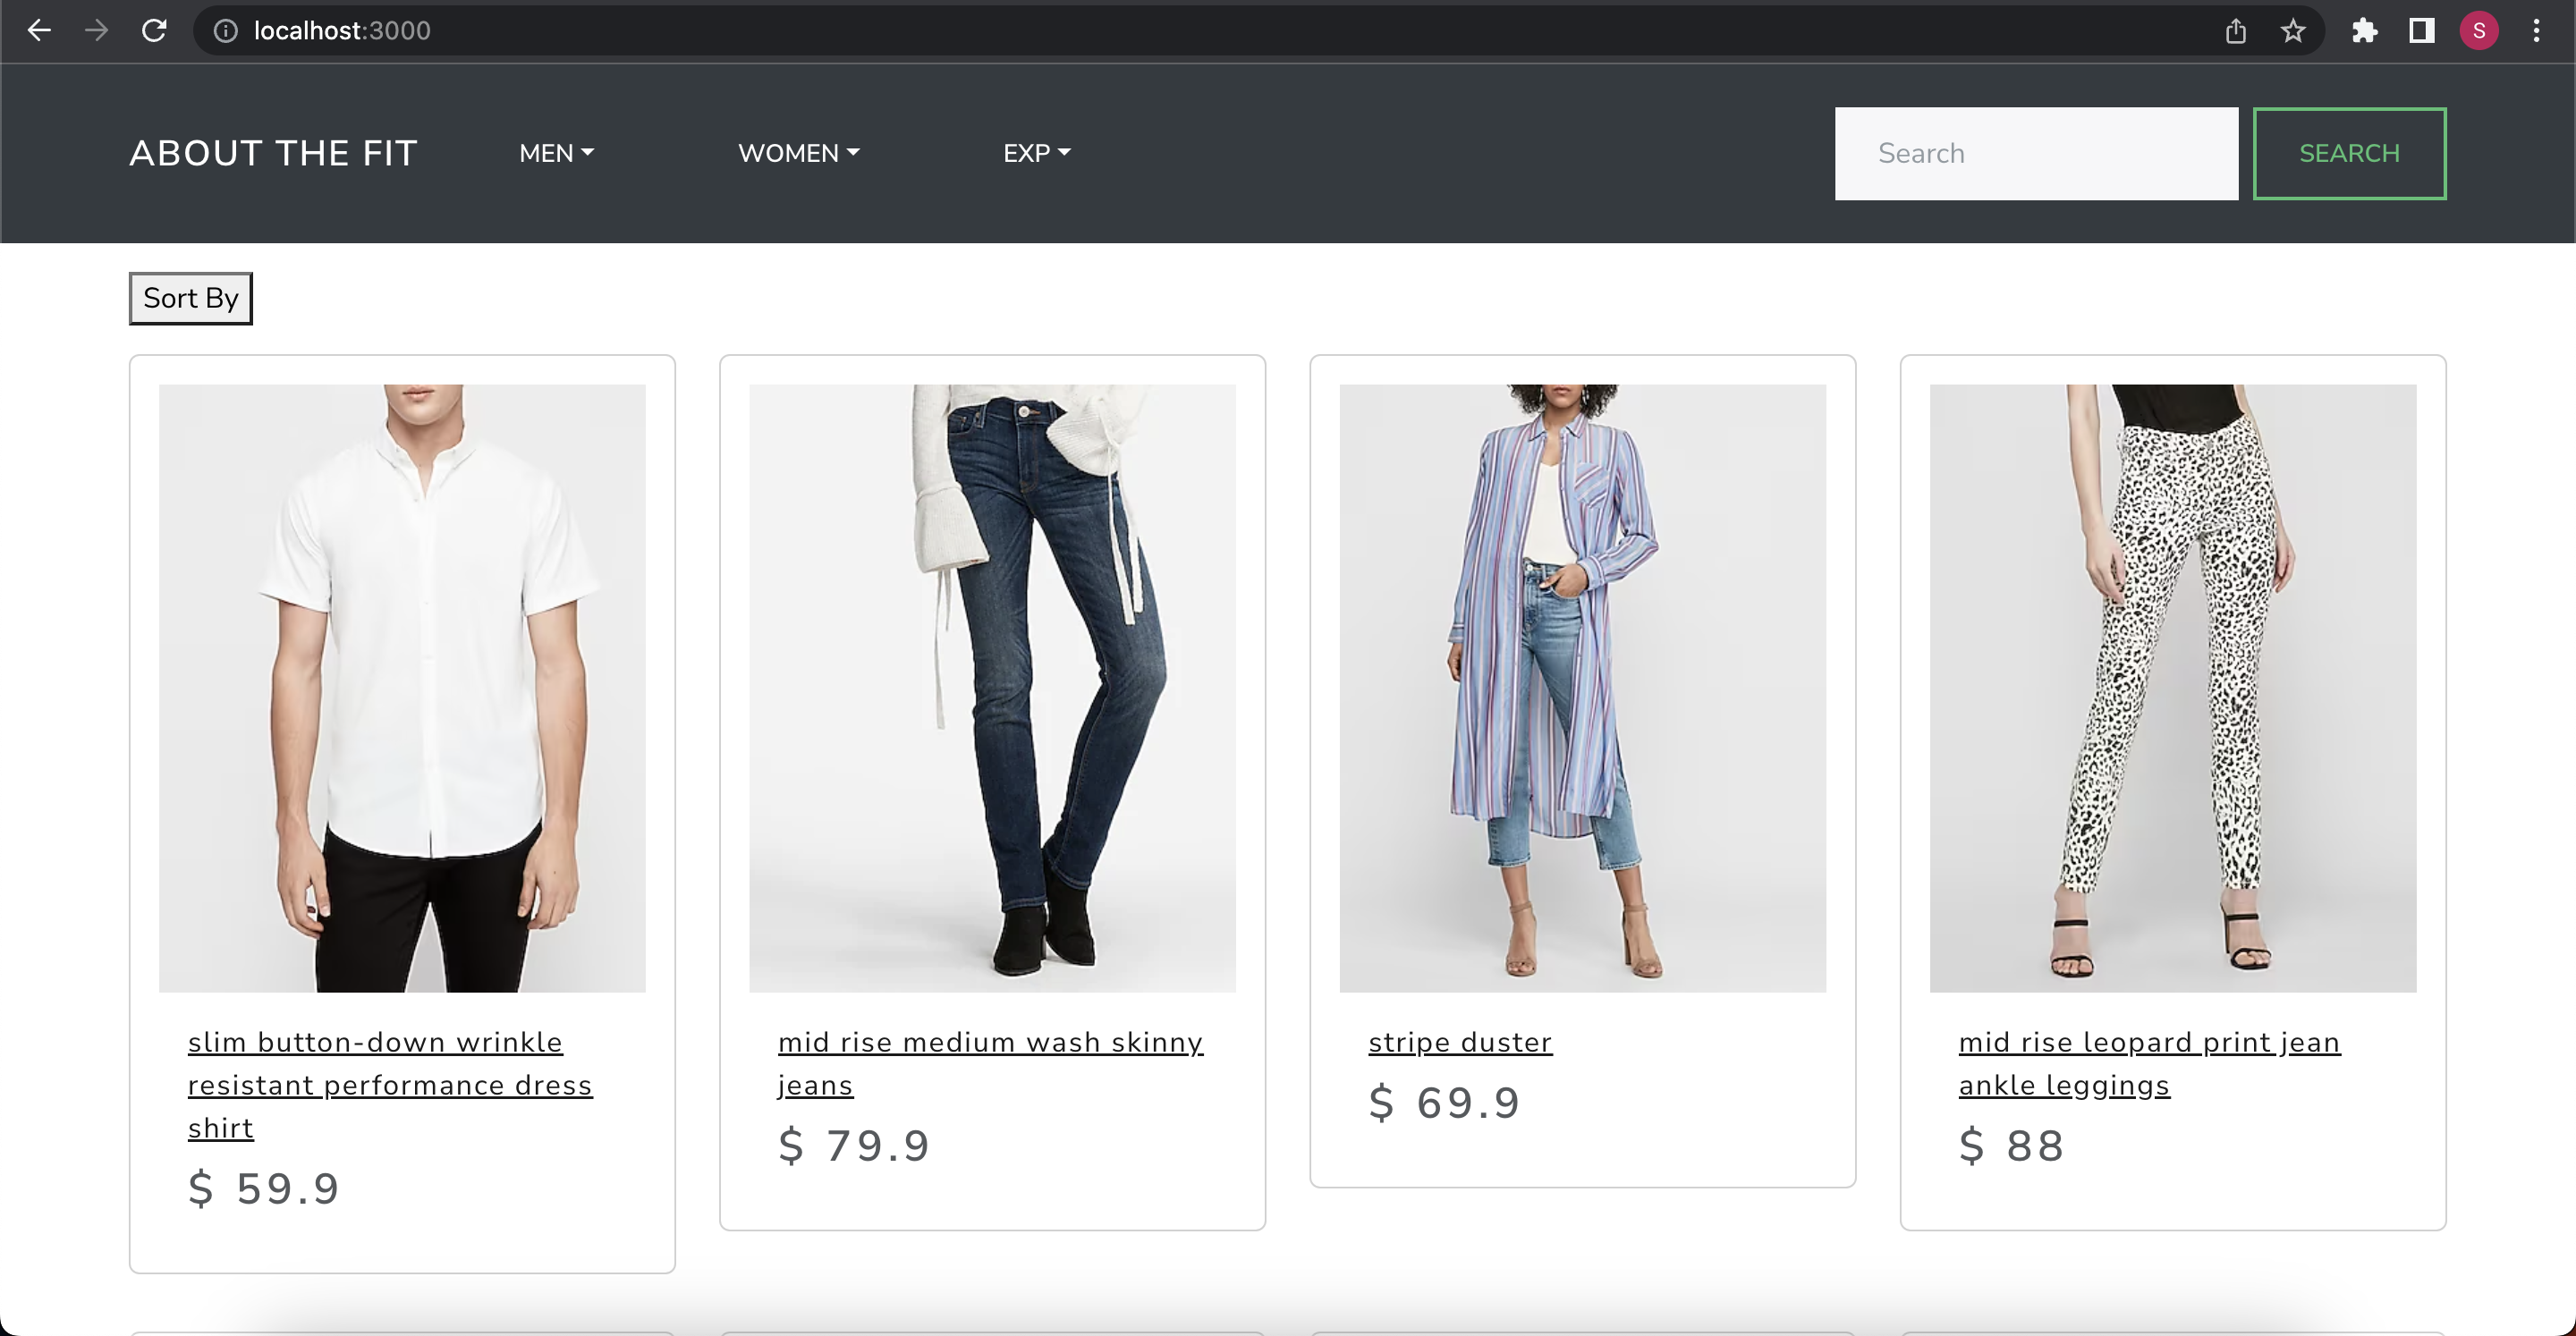 localhost:3000
S
ABOUT THE FIT
MEN
WOMEN
EXP
Search
SEARCH
Sort By
slim button-down wrinkle
resistant performance dress
shirt
$ 59.9
mid rise medium wash skinny
jeans
$ 79.9
stripe duster
$ 69.9
mid rise leopard print jean
ankle leggings
$ 88